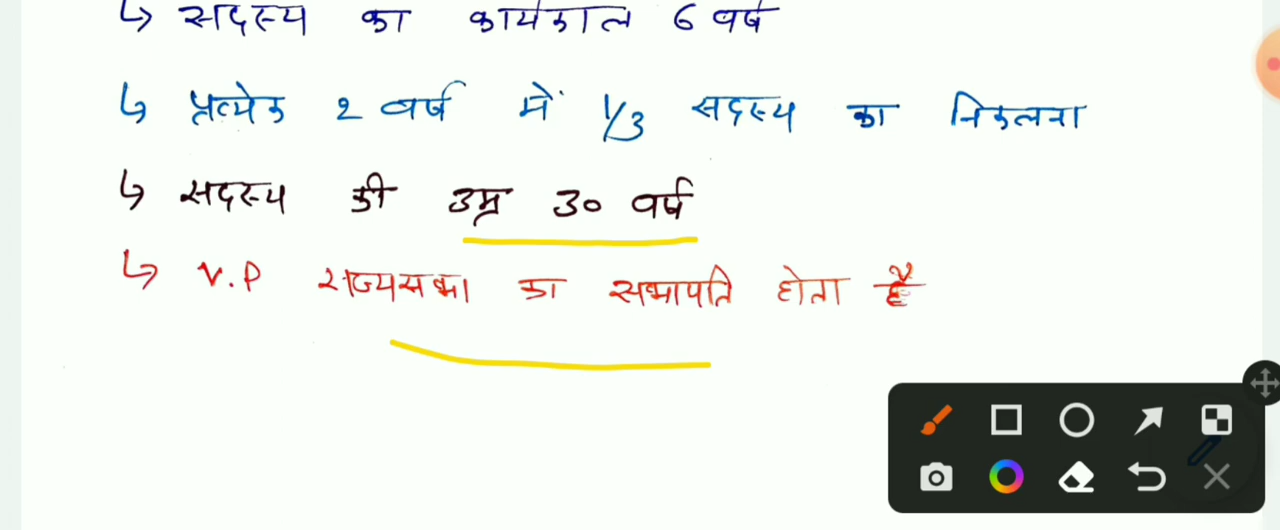 ↳ सदस्य का कार्यकाल 6 वर्ष
↳ प्रत्येक 2 वर्ष में 1/3 सदस्य का निकलना
↳ सदस्य की उम्र 30 वर्ष
↳ V.P राज्यसभा का सभापति होता है